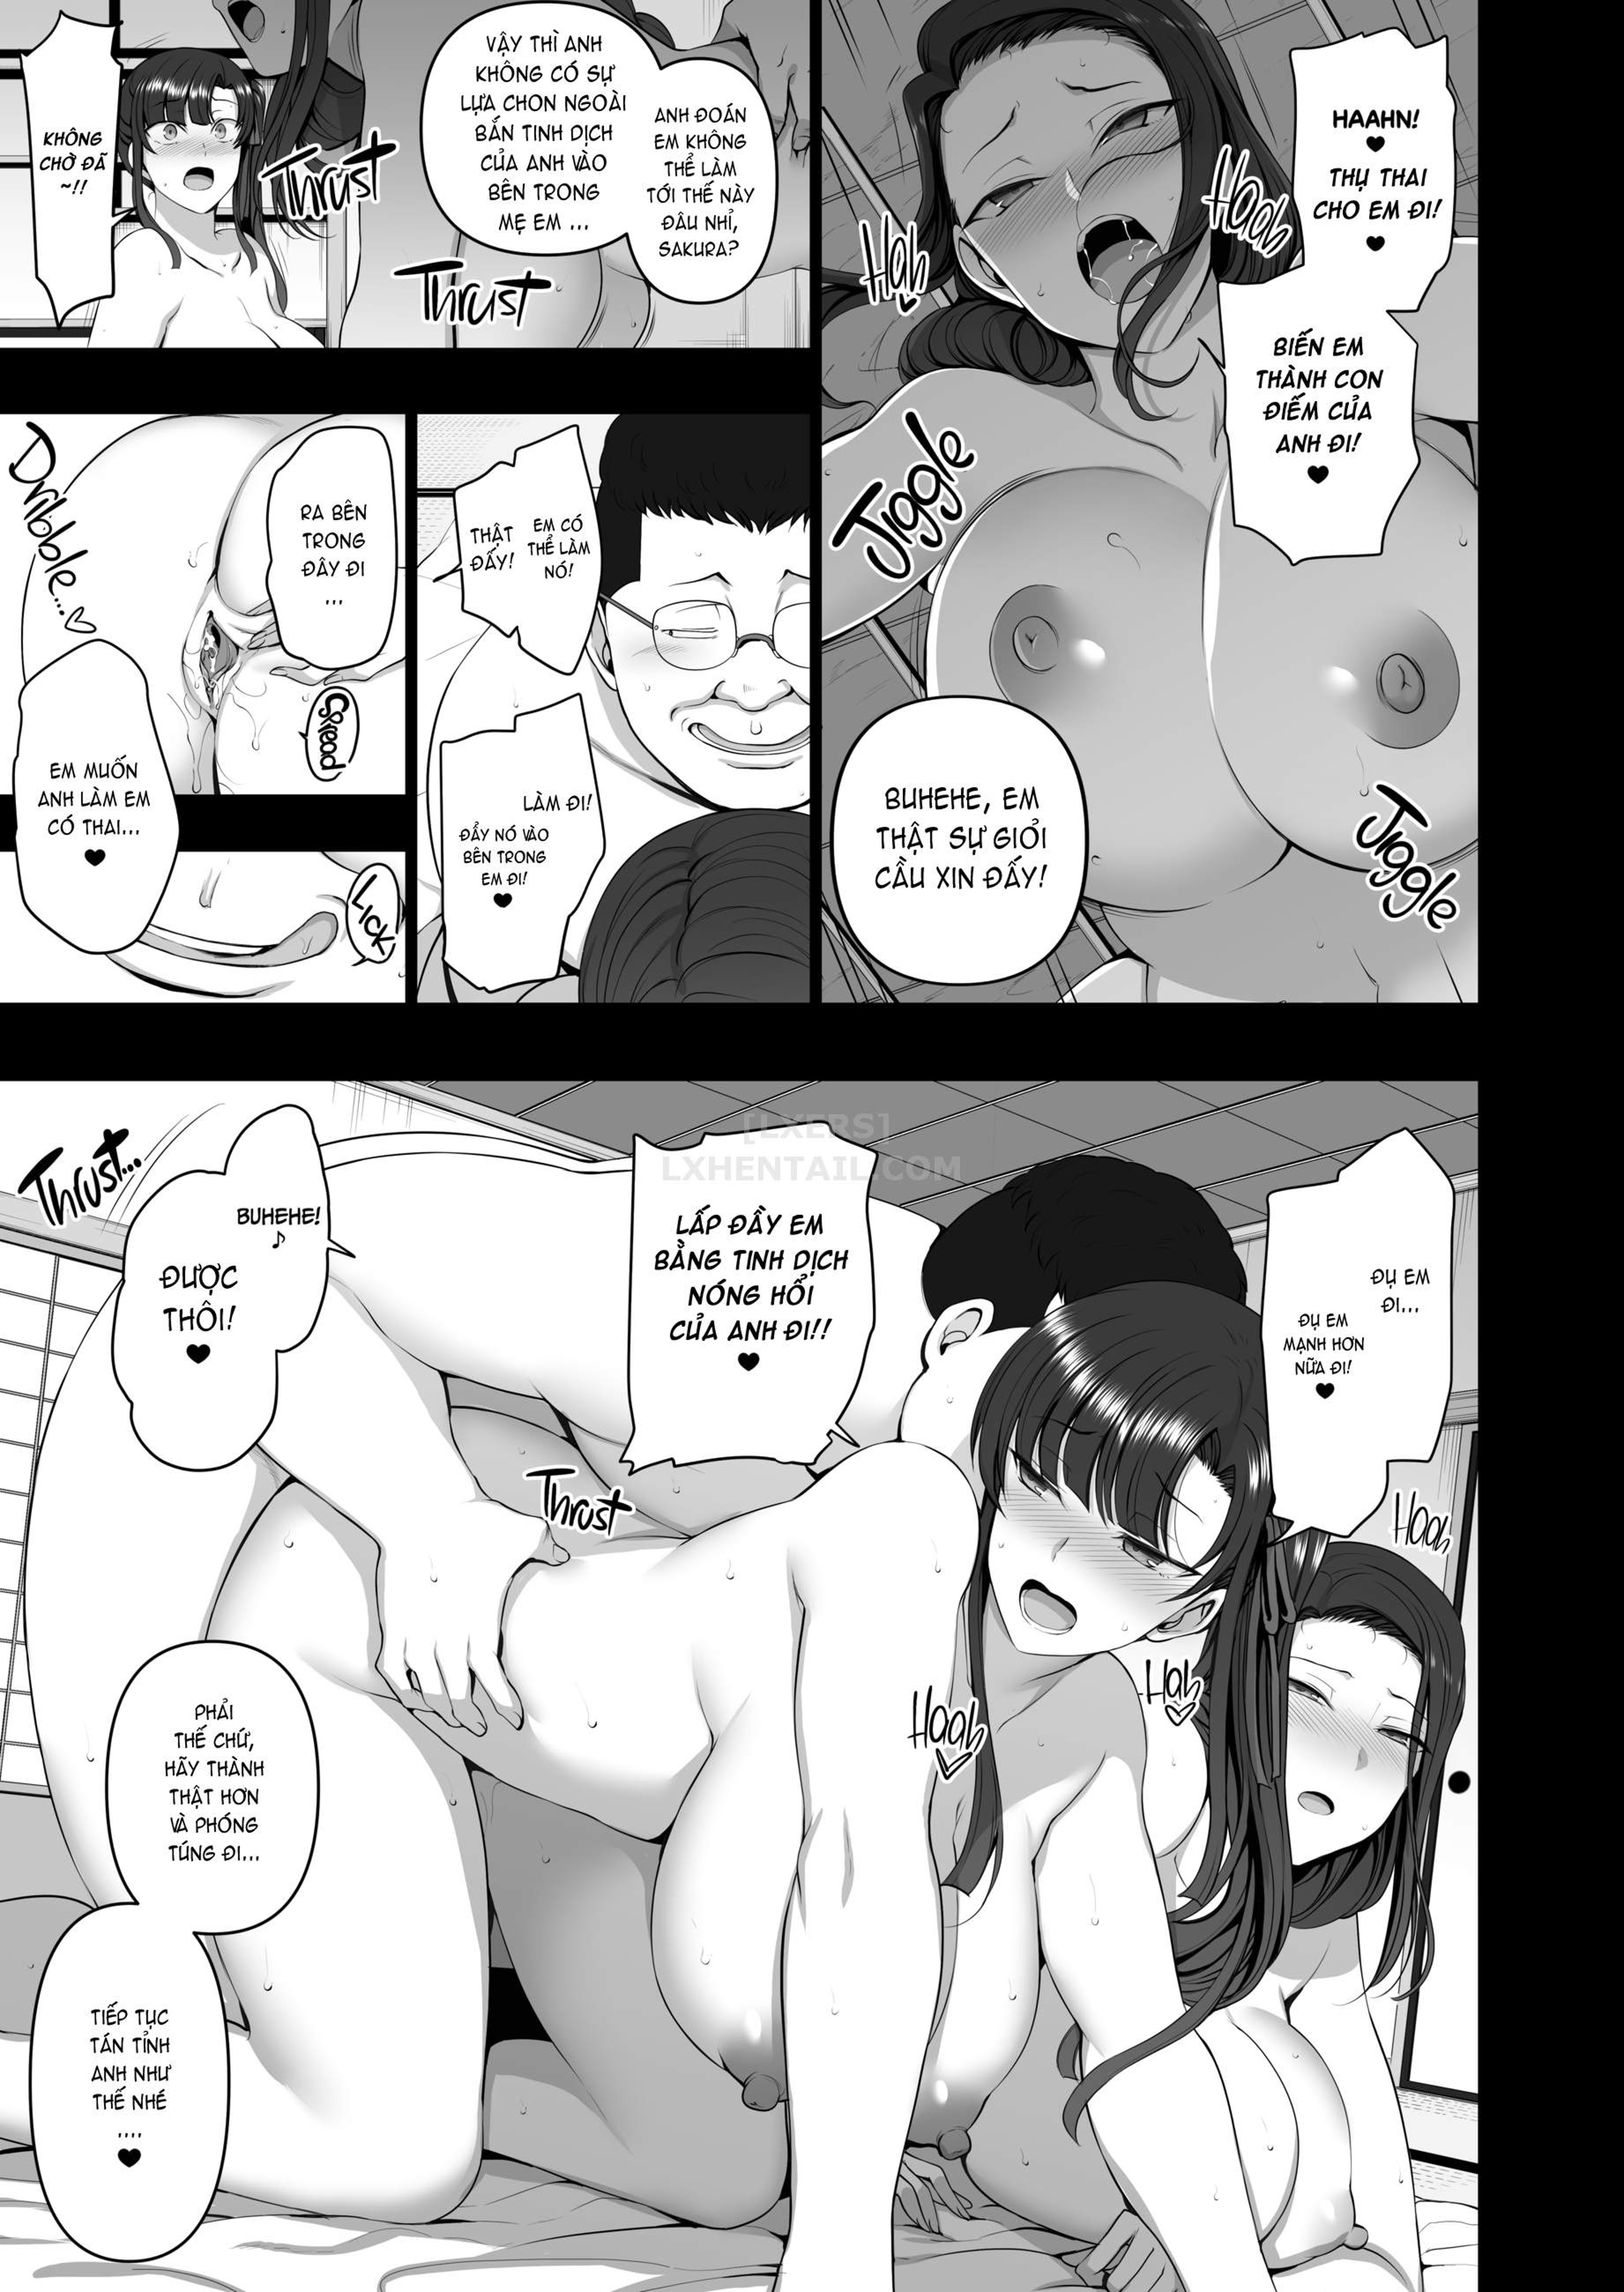 HAAHN!
♥
THỤ THAI
CHO EM ĐI!
♥
BIẾN EM
THÀNH CON
ĐIẾM CỦA
ANH ĐI!
♥
Hah
Haah
Jiggle
Jiggle
BUHEHE, EM
THẬT SỰ GIỎI
CẦU XIN ĐẤY!
ANH ĐOÁN
EM KHÔNG
THỂ LÀM
TỚI THẾ NÀY
ĐÂU NHỈ,
SAKURA?
VẬY THÌ ANH
KHÔNG CÓ SỰ
LỰA CHON NGOÀI
BẮN TINH DỊCH
CỦA ANH VÀO
BÊN TRONG
MẸ EM ...
Thrust
Thrust
KHÔNG
CHỜ ĐÃ
~!!
EM CÓ
THỂ LÀM
NÓ!
THẬT
ĐẤY!
LÀM ĐI!
ĐẨY NÓ VÀO
BÊN TRONG
EM ĐI!
♥
RA BÊN
TRONG
ĐÂY ĐI
...
Dribble...
Spread
EM MUỐN
ANH LÀM EM
CÓ THAI...
♥
Lick
[LXERS]
LXHENTAIL.COM
ĐỤ EM
ĐI...
ĐỤ EM
MẠNH HƠN
NỮA ĐI!
♥
LẤP ĐẦY EM
BẰNG TINH DỊCH
NÓNG HỔI
CỦA ANH ĐI!!
♥
BUHEHE!
♪
ĐƯỢC
THÔI!
♥
Thrust...
Thrust
Haah
Hah
Haah
PHẢI
THẾ CHỨ,
HÃY THÀNH
THẬT HƠN
VÀ PHÓNG
TÚNG ĐI...
TIẾP TỤC
TÁN TỈNH
ANH NHƯ
THẾ NHÉ
....
♥